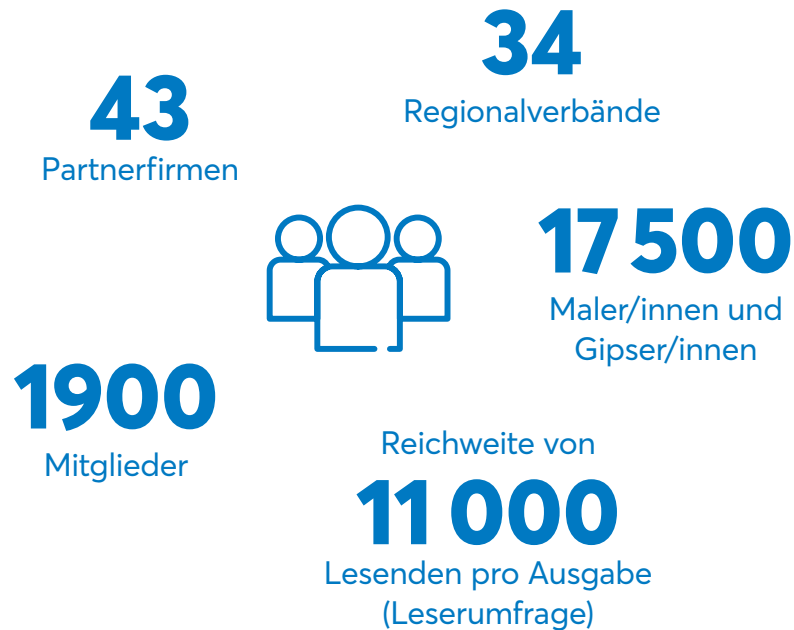 34
Regionalverbände
43
Partnerfirmen
17 500
Maler/innen und
Gipser/innen
1900
Mitglieder
Reichweite von
11 000
Lesenden pro Ausgabe
(Leserumfrage)